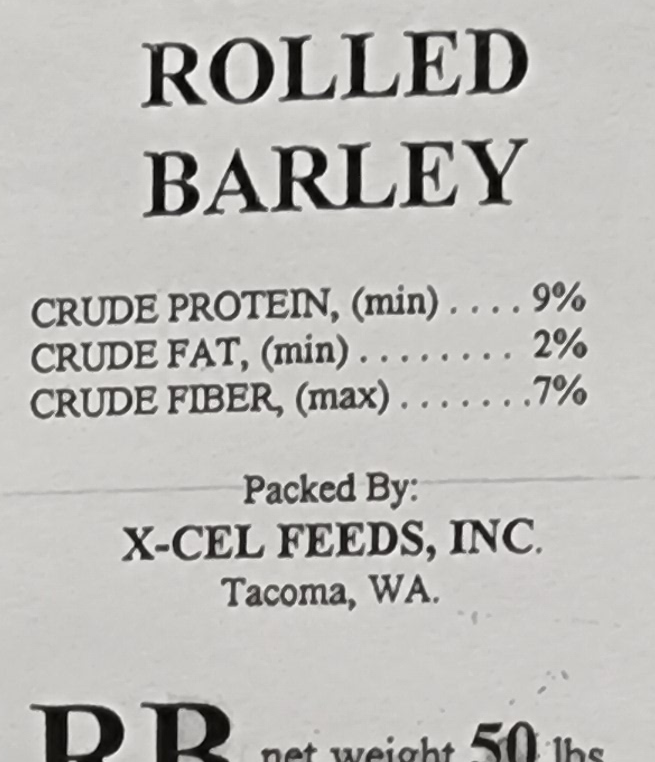 ROLLED
BARLEY
CRUDE PROTEIN, (min) .... 9%
CRUDE FAT, (min) ........ 2%
CRUDE FIBER, (max) .......7%
Packed By:
X-CEL FEEDS, INC.
Tacoma, WA.
RB net weight 50 lbs